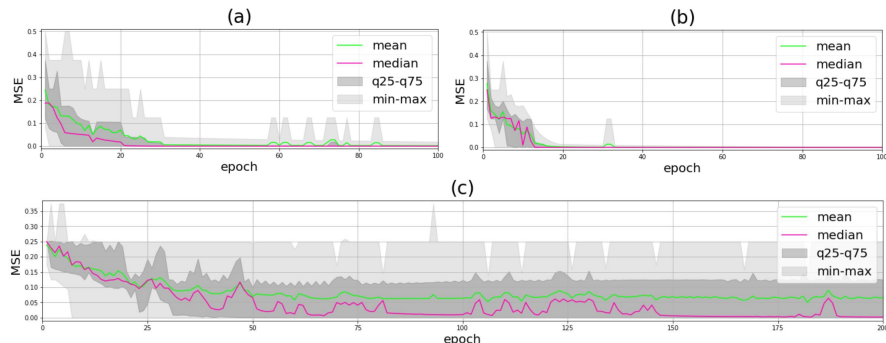 (a)
MSE
0.5
0.4
0.3
0.2
0.1
0.0
0 20 40 60 80 100
epoch
mean
median
q25-q75
min-max
(b)
MSE
0.5
0.4
0.3
0.2
0.1
0.0
0 20 40 60 80 100
epoch
mean
median
q25-q75
min-max
(c)
MSE
0.35
0.30
0.25
0.20
0.15
0.10
0.05
0.00
0 25 50 75 100 125 150 175 200
epoch
mean
median
q25-q75
min-max